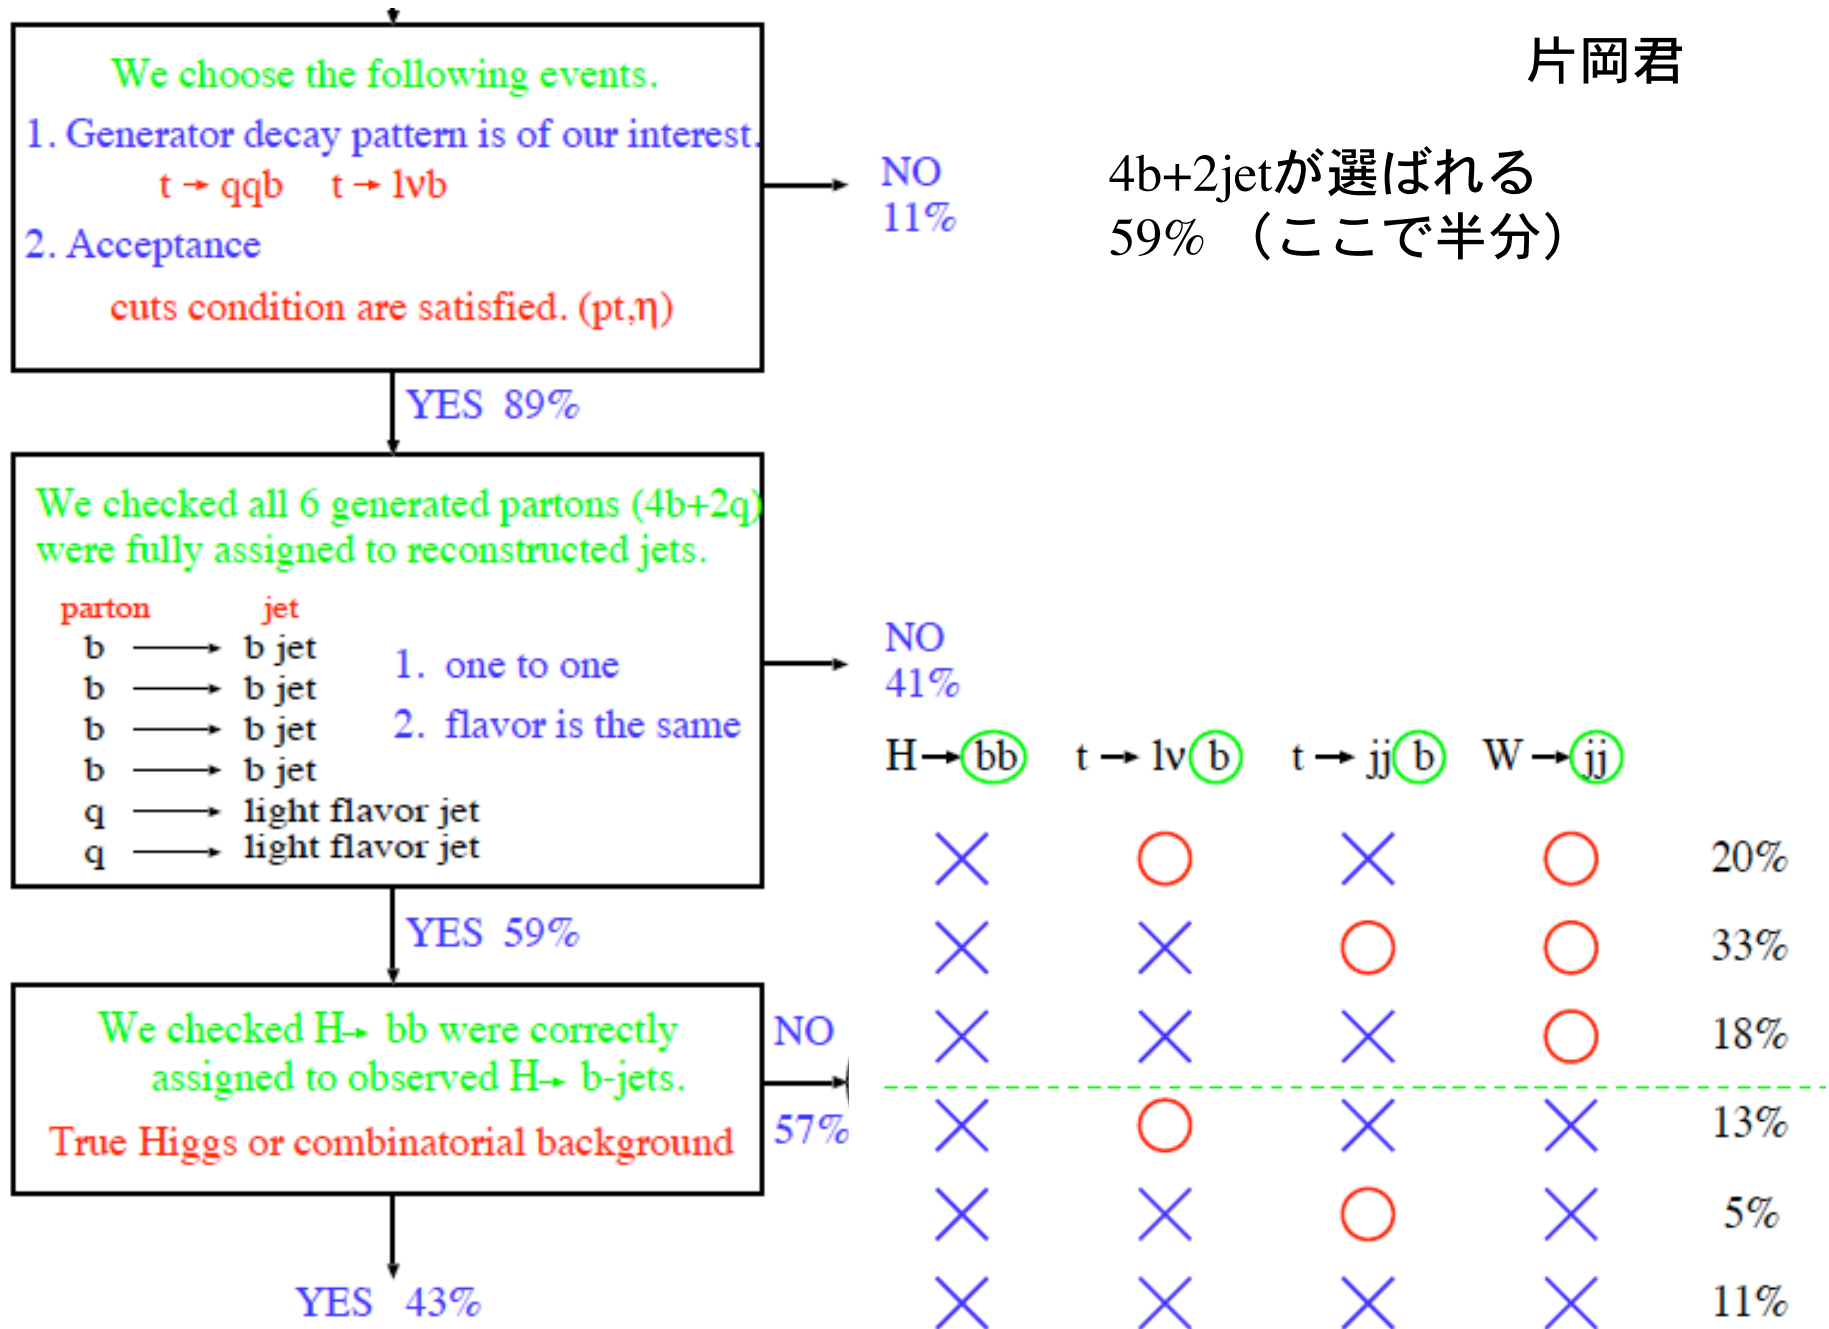 We choose the following events.
1. Generator decay pattern is of our interest.
t → qqb t → lνb
2. Acceptance
cuts condition are satisfied. (pt,η)
NO
11%
片岡君
4b+2jetが選ばれる
59% （ここで半分）
YES 89%
We checked all 6 generated partons (4b+2q)
were fully assigned to reconstructed jets.
parton jet
b → b jet
b → b jet
b → b jet
b → b jet
q → light flavor jet
q → light flavor jet
1. one to one
2. flavor is the same
NO
41%
YES 59%
We checked H→ bb were correctly
assigned to observed H→ b-jets.
True Higgs or combinatorial background
NO
57%
YES 43%
H→bb t → lνb t → jjb W →jj
× ○ × ○ 20%
× × ○ ○ 33%
× × × ○ 18%
× ○ × × 13%
× × ○ × 5%
× × × × 11%